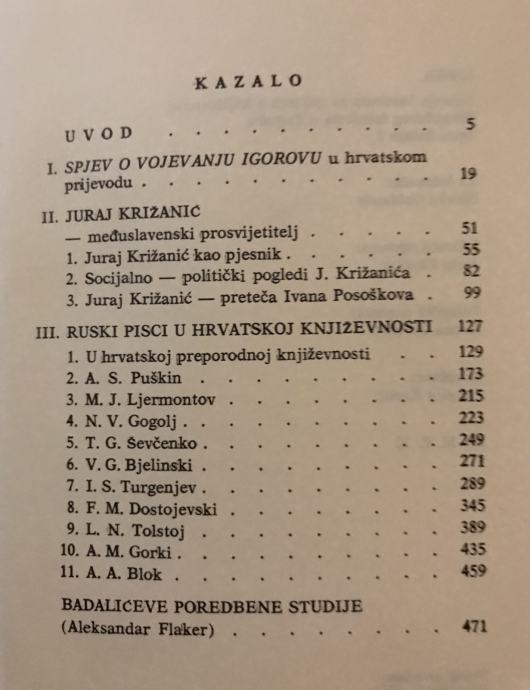 KAZALO
UVOD . . . . . . . . . . 5
I. SPJEV O VOJEVANJU IGOROVU u hrvatskom
prijevodu . . . . . . . . . . 19
II. JURAJ KRIŽANIĆ
— međuslavenski prosvijetitelj . . . . . 51
1. Juraj Križanić kao pjesnik . . . . . . 55
2. Socijalno — politički pogledi J. Križanića . 82
3. Juraj Križanić — preteča Ivana Pososkova . 99
III. RUSKI PISCI U HRVATSKOJ KNJIŽEVNOSTI 127
1. U hrvatskoj preporodnoj književnosti . . 129
2. A. S. Puškin . . . . . . . . 173
3. M. J. Ljermontov . . . . . . . 215
4. N. V. Gogolj . . . . . . . . 223
5. T. G. Ševčenko . . . . . . . 249
6. V. G. Bjelinski . . . . . . . . 271
7. I. S. Turgenjev . . . . . . . 289
8. F. M. Dostojevski . . . . . . . 345
9. L. N. Tolstoj . . . . . . . . 389
10. A. M. Gorki . . . . . . . . 435
11. A. A. Blok . . . . . . . . . 459
BADALIĆEVE POREDBENE STUDIJE
(Aleksandar Flaker) . . . . . . . 471